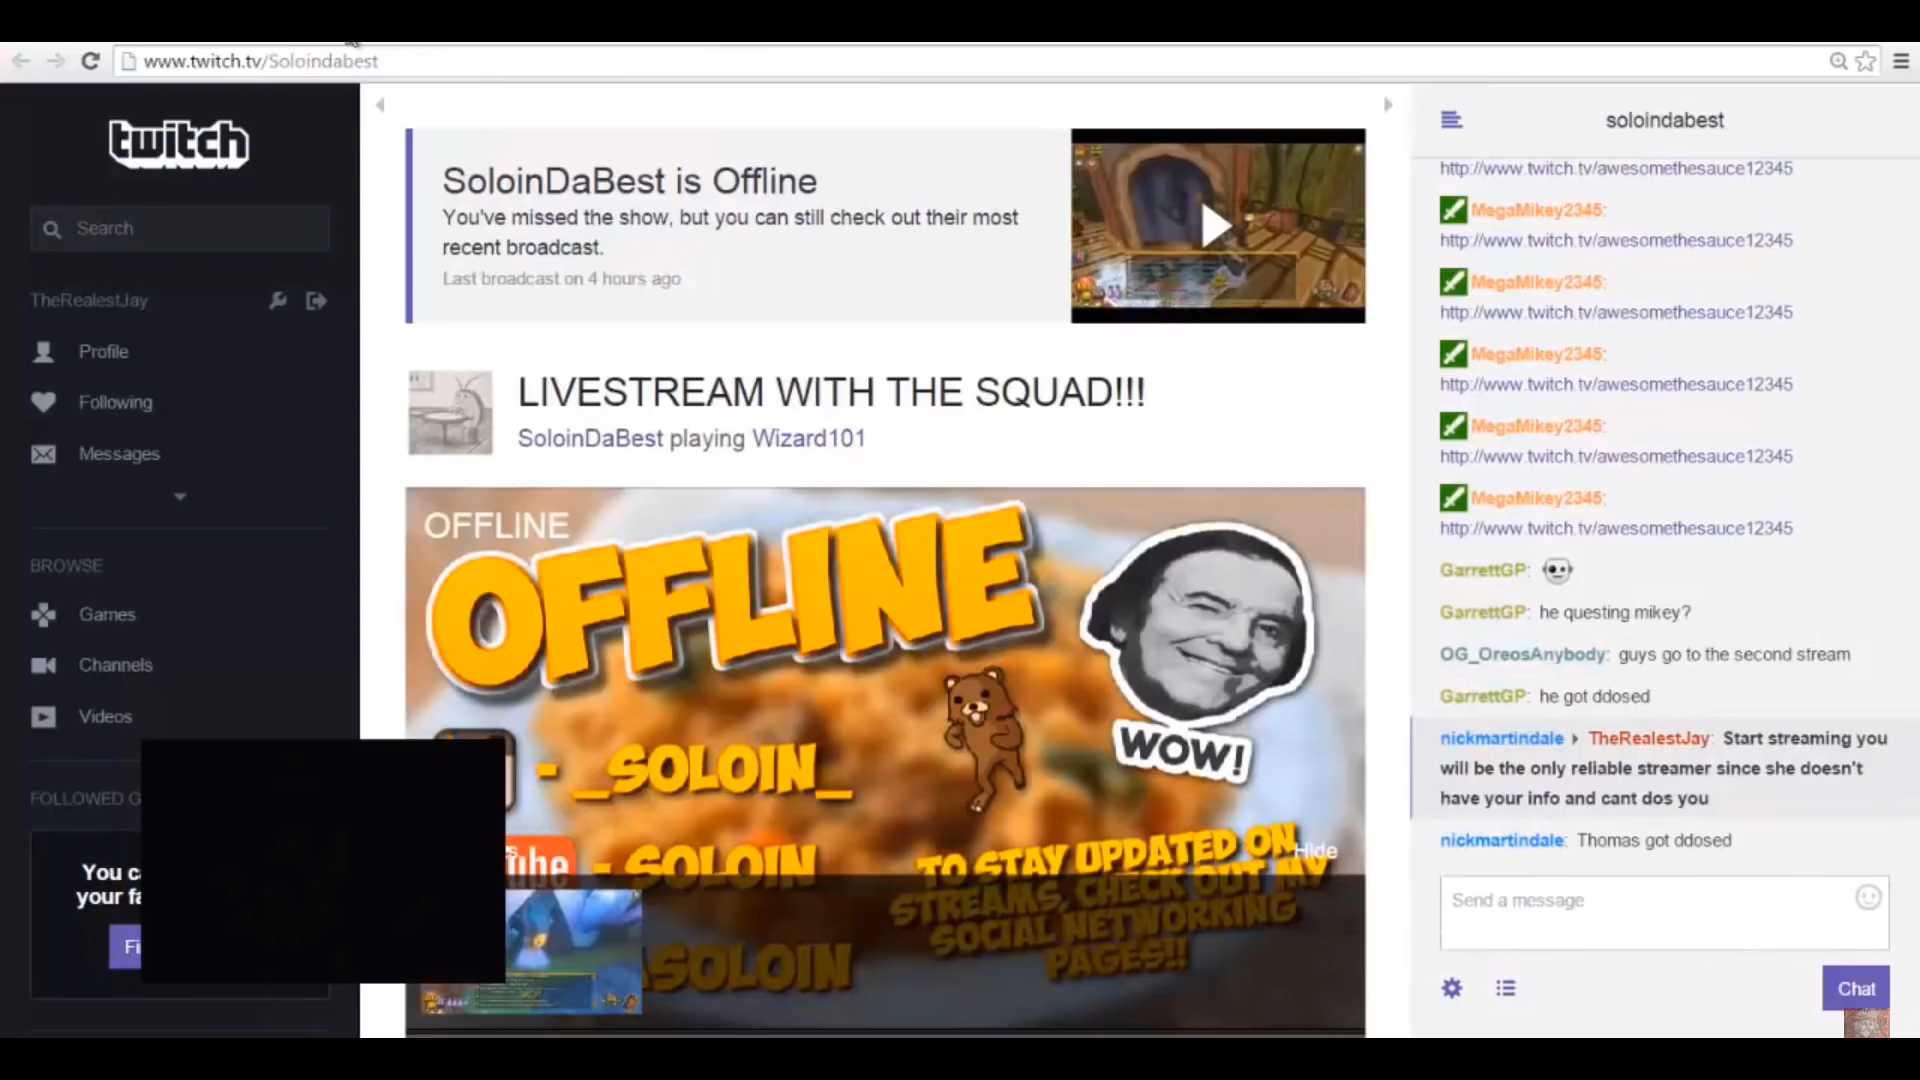 www.twitch.tv/Soloindabest
twitch
Search
TheRealestJay
Profile
Following
Messages
BROWSE
Games
Channels
Videos
FOLLOWED G
You ca
your fa
Fi
SoloinDaBest is Offline
You've missed the show, but you can still check out their most
recent broadcast.
Last broadcast on 4 hours ago
LIVESTREAM WITH THE SQUAD!!!
SoloinDaBest playing Wizard101
OFFLINE
OFFLINE
WOW!
- _SOLOIN_
- SOLOIN
TO STAY UPDATED ON
STREAMS, CHECK OUT MY
SOCIAL NETWORKING
PAGES!!
Hide
ASOLOIN
soloindabest
http://www.twitch.tv/awesomethesauce12345
MegaMikey2345:
http://www.twitch.tv/awesomethesauce12345
MegaMikey2345:
http://www.twitch.tv/awesomethesauce12345
MegaMikey2345:
http://www.twitch.tv/awesomethesauce12345
MegaMikey2345:
http://www.twitch.tv/awesomethesauce12345
MegaMikey2345:
http://www.twitch.tv/awesomethesauce12345
GarrettGP:
GarrettGP: he questing mikey?
OG_OreosAnybody: guys go to the second stream
GarrettGP: he got ddosed
nickmartindale ▸ TheRealestJay: Start streaming you
will be the only reliable streamer since she doesn't
have your info and cant dos you
nickmartindale: Thomas got ddosed
Send a message
Chat